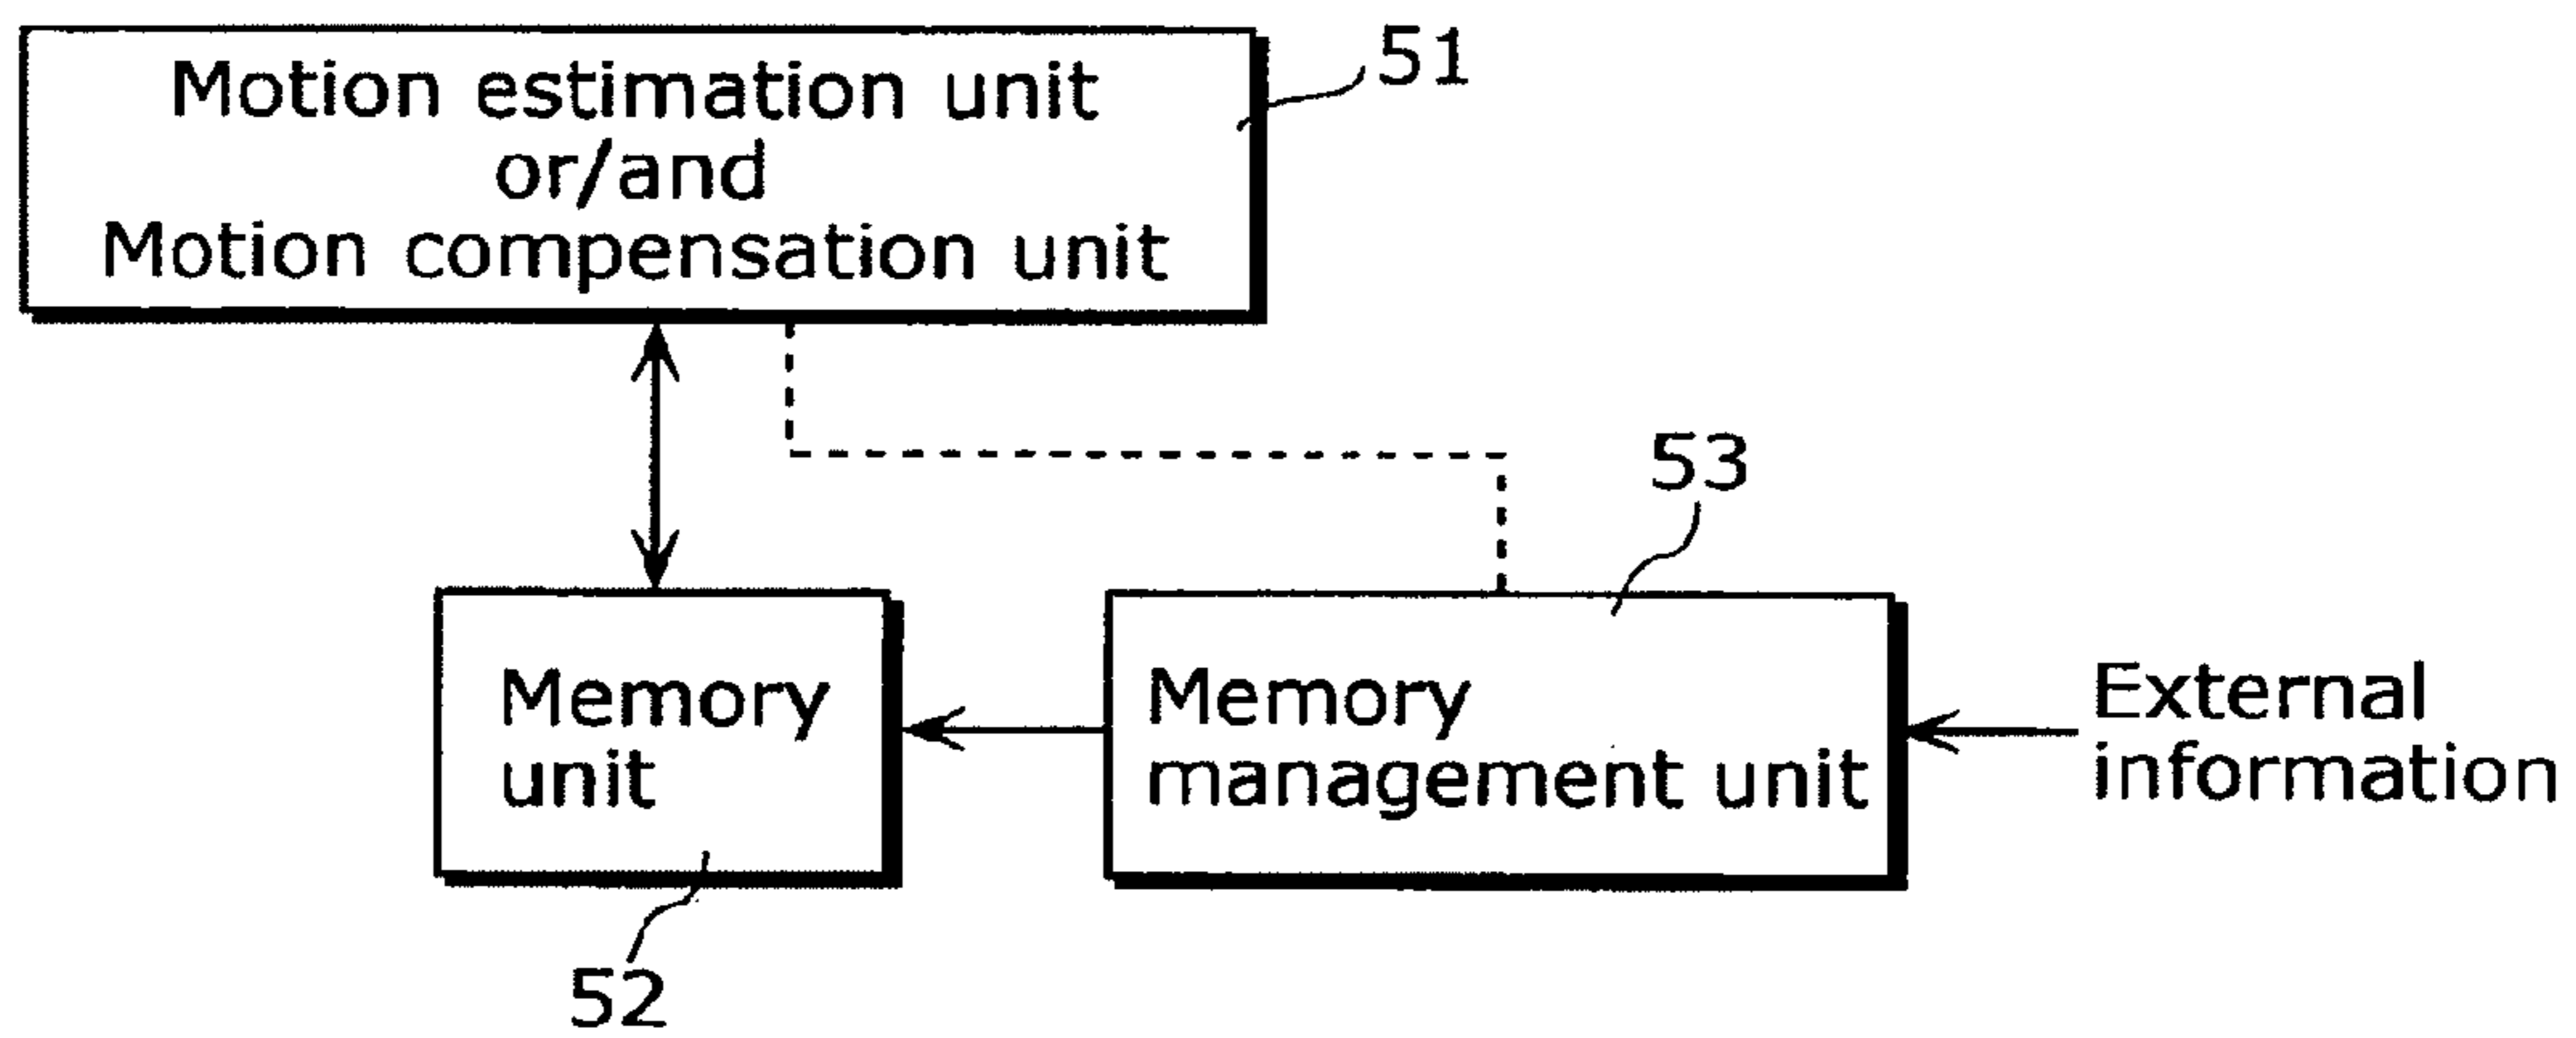 Motion estimation unit
or/and
Motion compensation unit
51
53
Memory
unit
Memory
management unit
External
information
52